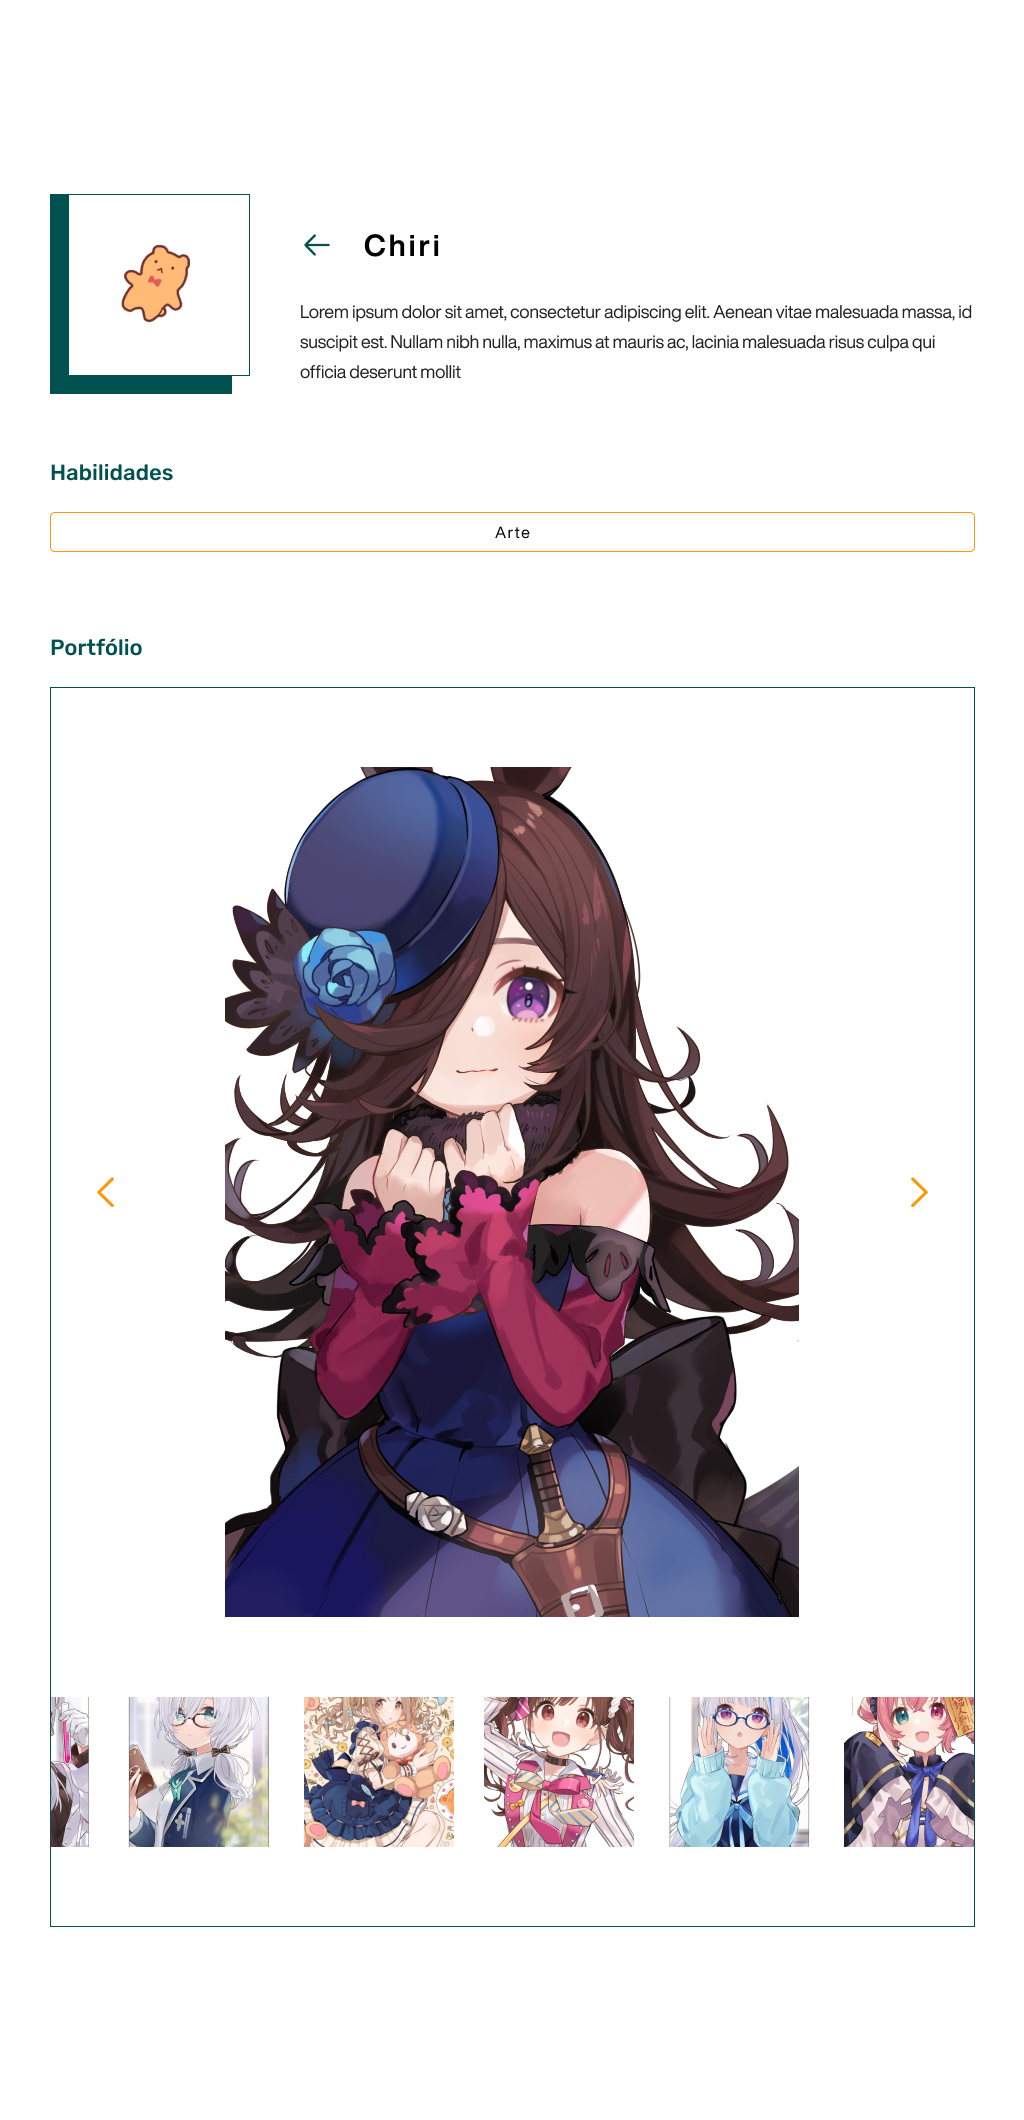 Chiri
Lorem ipsum dolor sit amet, consectetur adipiscing elit. Aenean vitae malesuada massa, id
suscipit est. Nullam nibh nulla, maximus at mauris ac, lacinia malesuada risus culpa qui
officia deserunt mollit
Habilidades
Arte
Portfólio